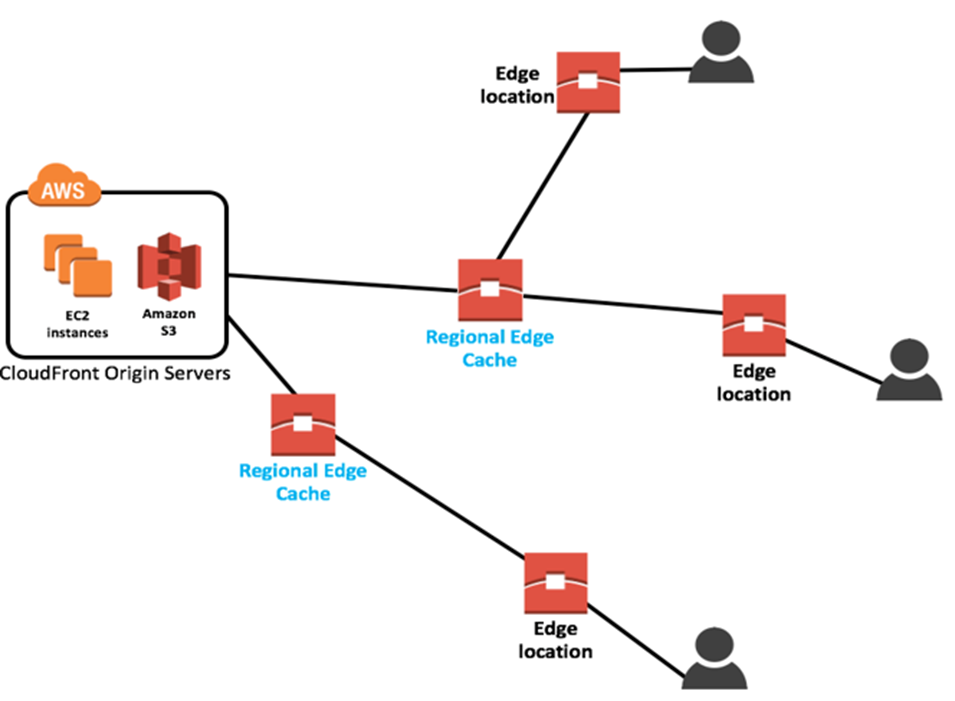 Edge
location
AWS
EC2
instances
Amazon
S3
CloudFront Origin Servers
Regional Edge
Cache
Edge
location
Regional Edge
Cache
Edge
location